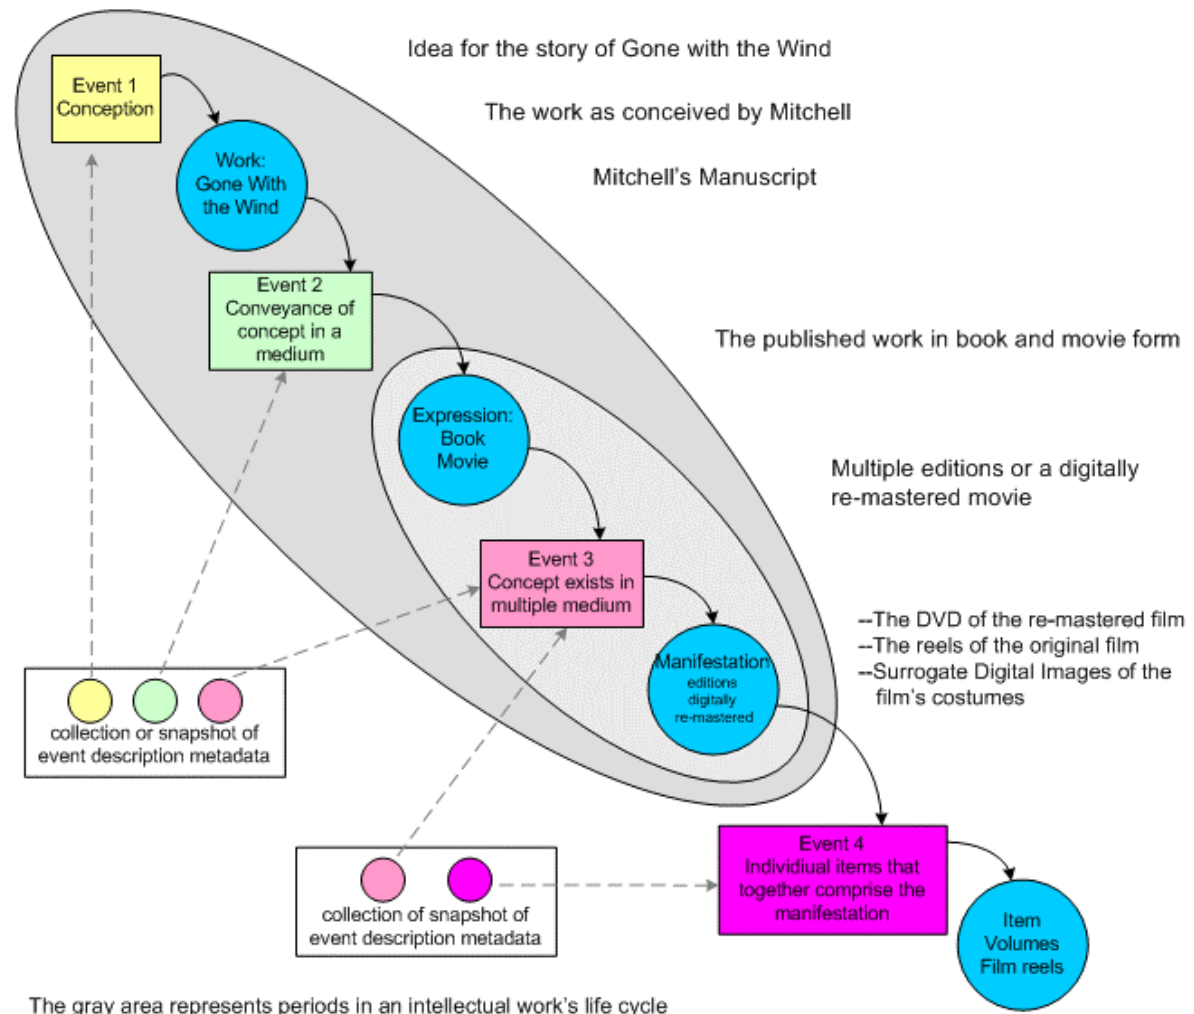 Idea for the story of Gone with the Wind
Event 1
Conception
The work as conceived by Mitchell
Work:
Gone With
the Wind
Mitchell's Manuscript
Event 2
Conveyance of
concept in a
medium
The published work in book and movie form
Expression:
Book
Movie
Multiple editions or a digitally
re-mastered movie
Event 3
Concept exists in
multiple medium
--The DVD of the re-mastered film
--The reels of the original film
--Surrogate Digital Images of the
film's costumes
Manifestation
editions
digitally
re-mastered
collection or snapshot of
event description metadata
Event 4
Individiual items that
together comprise the
manifestation
collection of snapshot of
event description metadata
Item
Volumes
Film reels
The gray area represents periods in an intellectual work's life cycle